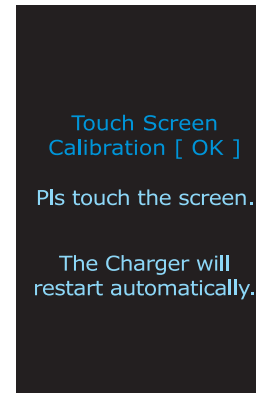 Touch Screen
Calibration [ OK ]
Pls touch the screen.
The Charger will
restart automatically.